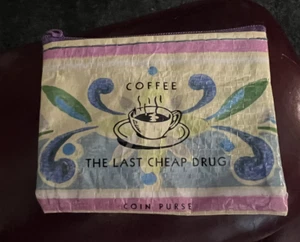 COFFEE
THE LAST CHEAP DRUG
COIN PURSE